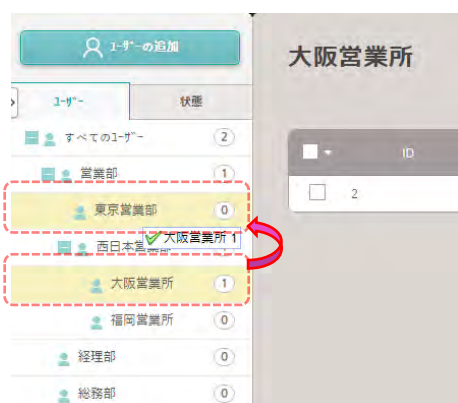 ユーザーの追加
大阪営業所
ユーザー
状態
すべてのユーザー 2
ID
営業部 1
2
東京営業部 0
大阪営業所 1
西日本営業部
大阪営業所 1
福岡営業所 0
経理部 0
総務部 0